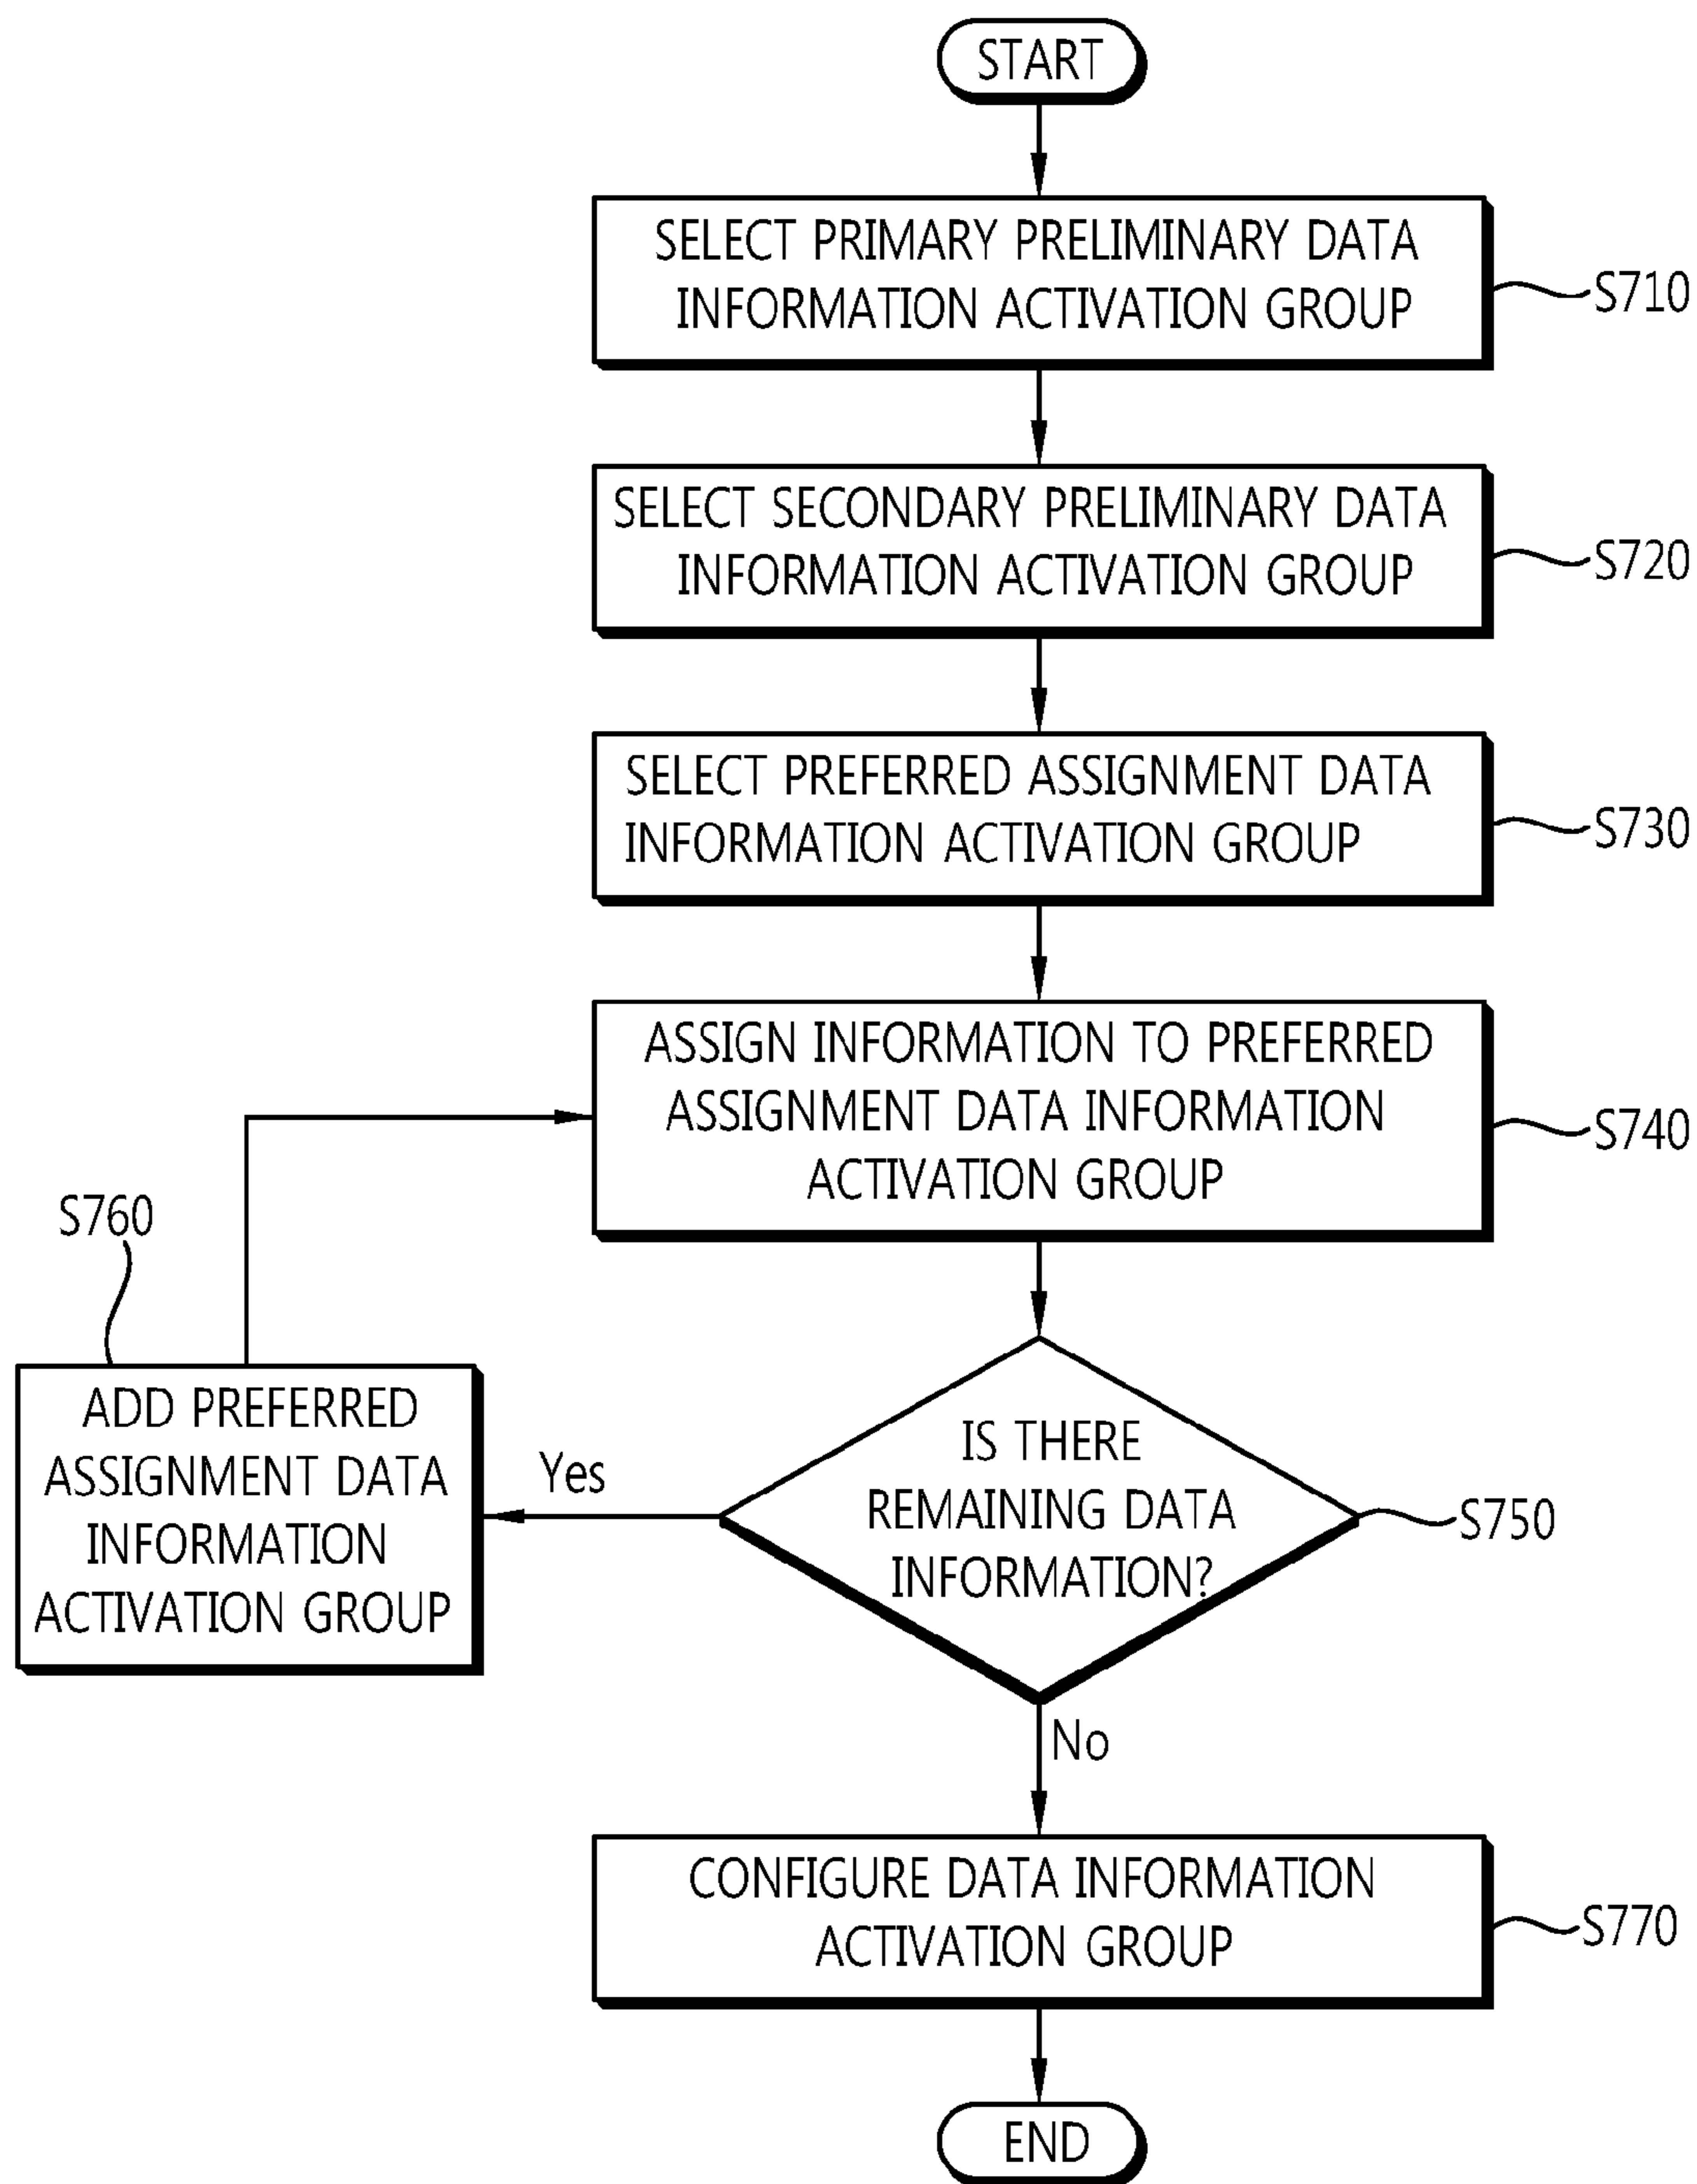 START
SELECT PRIMARY PRELIMINARY DATA
INFORMATION ACTIVATION GROUP
S710
SELECT SECONDARY PRELIMINARY DATA
INFORMATION ACTIVATION GROUP
S720
SELECT PREFERRED ASSIGNMENT DATA
INFORMATION ACTIVATION GROUP
S730
ASSIGN INFORMATION TO PREFERRED
ASSIGNMENT DATA INFORMATION
ACTIVATION GROUP
S740
S760
ADD PREFERRED
ASSIGNMENT DATA
INFORMATION
ACTIVATION GROUP
Yes
IS THERE
REMAINING DATA
INFORMATION?
S750
No
CONFIGURE DATA INFORMATION
ACTIVATION GROUP
S770
END